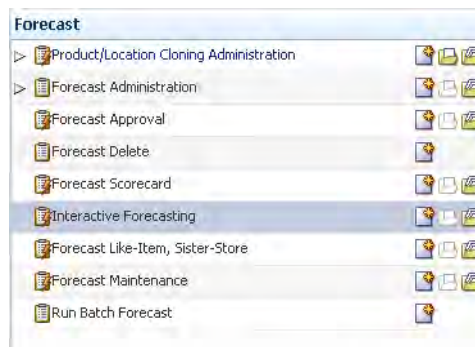 Forecast
Product/Location Cloning Administration
Forecast Administration
Forecast Approval
Forecast Delete
Forecast Scorecard
Interactive Forecasting
Forecast Like-Item, Sister-Store
Forecast Maintenance
Run Batch Forecast